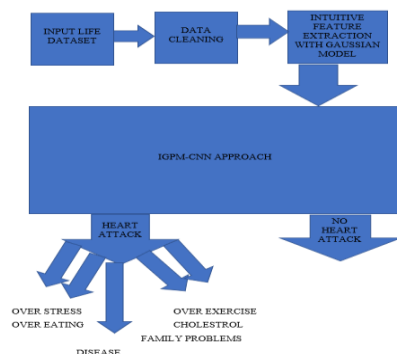 INPUT LIFE
DATASET
DATA
CLEANING
INTUITIVE
FEATURE
EXTRACTION
WITH GAUSSIAN
MODEL
IGPM-CNN APPROACH
HEART
ATTACK
NO
HEART
ATTACK
OVER STRESS
OVER EATING
OVER EXERCISE
CHOLESTROL
FAMILY PROBLEMS
DISEASE